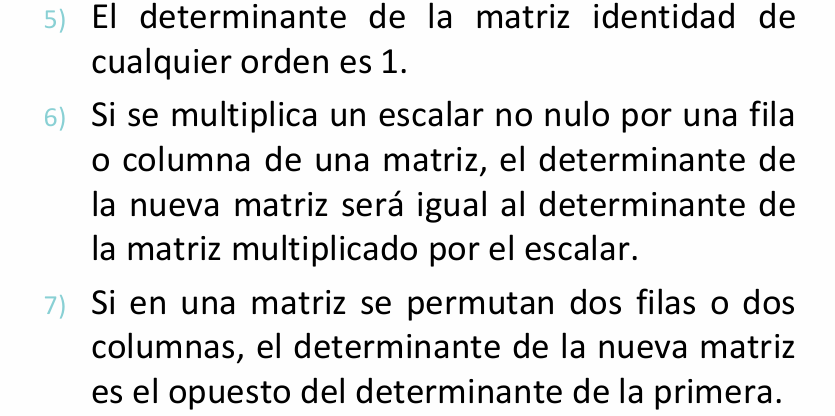 5) El determinante de la matriz identidad de
cualquier orden es 1.
6) Si se multiplica un escalar no nulo por una fila
o columna de una matriz, el determinante de
la nueva matriz será igual al determinante de
la matriz multiplicado por el escalar.
7) Si en una matriz se permutan dos filas o dos
columnas, el determinante de la nueva matriz
es el opuesto del determinante de la primera.